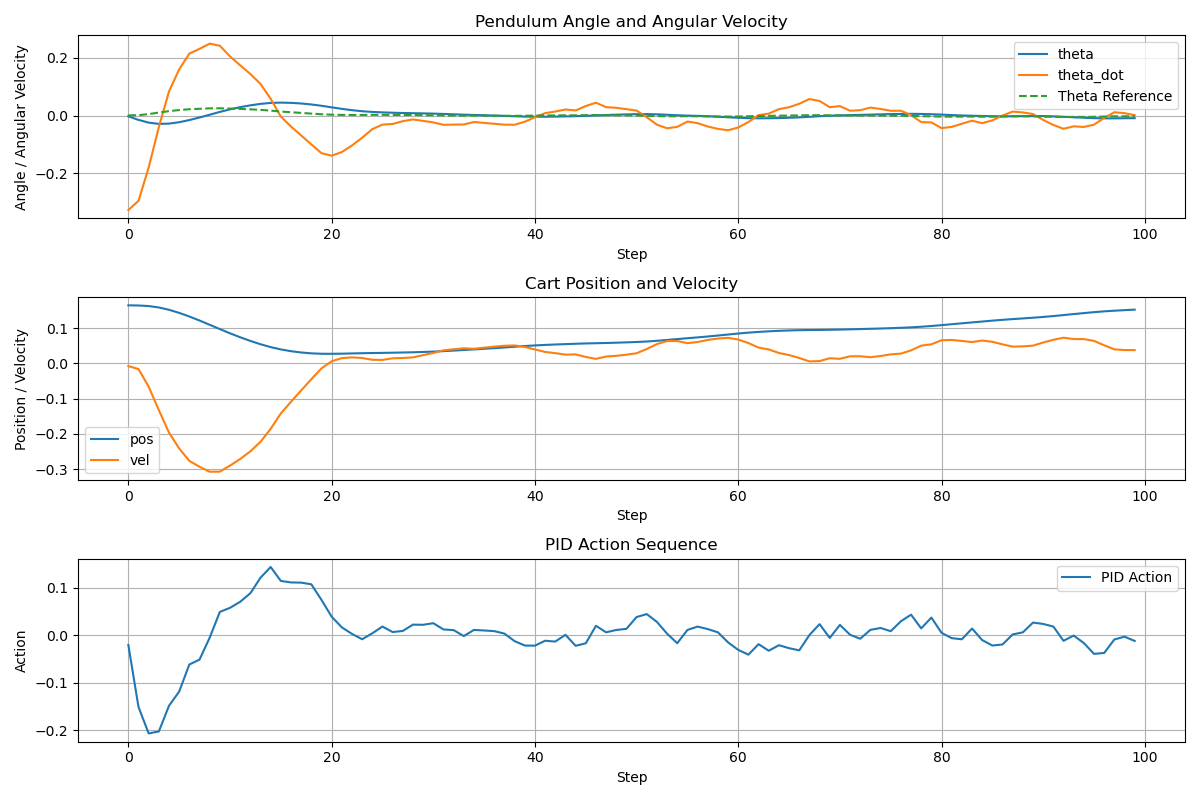 Pendulum Angle and Angular Velocity
Angle / Angular Velocity
0.2
0.0
−0.2
theta
theta_dot
Theta Reference
0 20 40 60 80 100
Step
Cart Position and Velocity
Position / Velocity
0.1
0.0
−0.1
−0.2
−0.3
pos
vel
0 20 40 60 80 100
Step
PID Action Sequence
Action
0.1
0.0
−0.1
−0.2
PID Action
0 20 40 60 80 100
Step